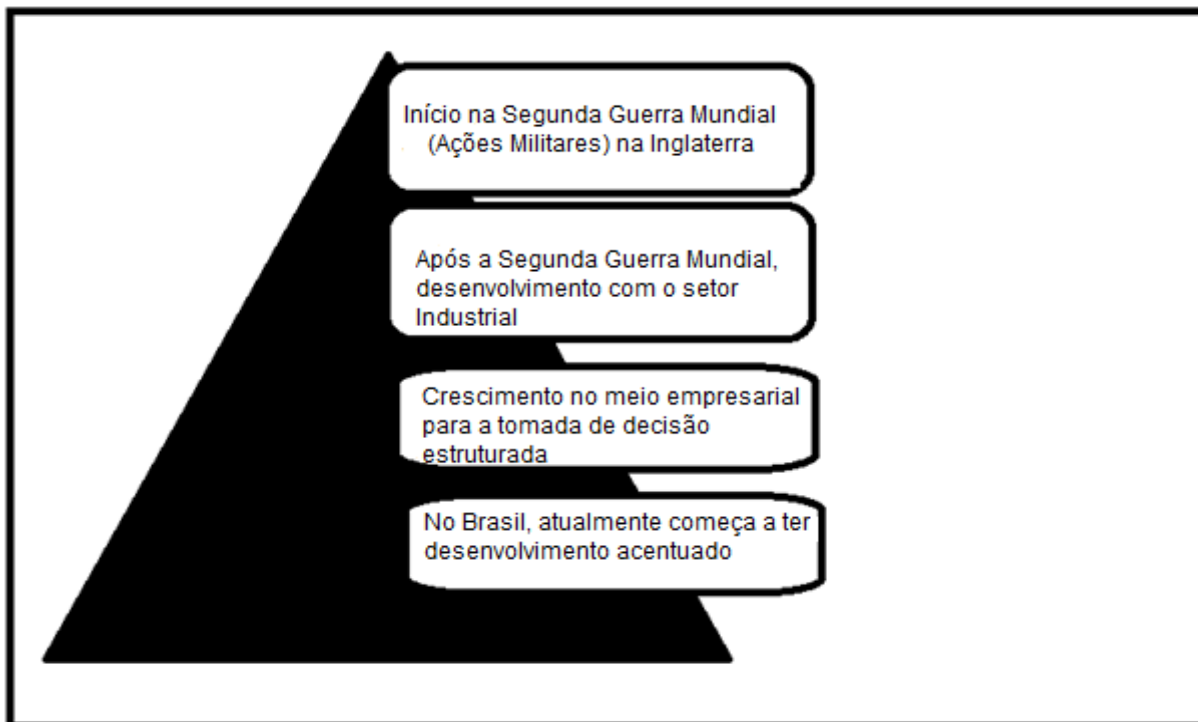 Início na Segunda Guerra Mundial
(Ações Militares) na Inglaterra
Após a Segunda Guerra Mundial,
desenvolvimento com o setor
Industrial
Crescimento no meio empresarial
para a tomada de decisão
estruturada
No Brasil, atualmente começa a ter
desenvolvimento acentuado